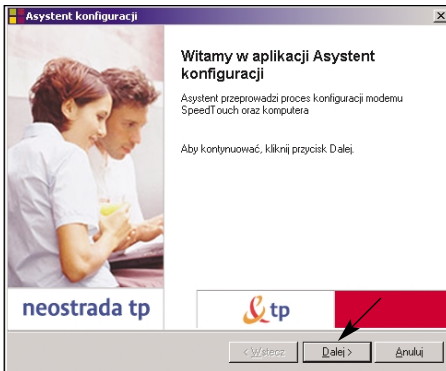 Asystent konfiguracji
Witamy w aplikacji Asystent
konfiguracji
Asystent przeprowadzi proces konfiguracji modemu
SpeedTouch oraz komputera
Aby kontynuować, kliknij przycisk Dalej.
neostrada tp
tp
< Wstecz
Dalej >
Anuluj